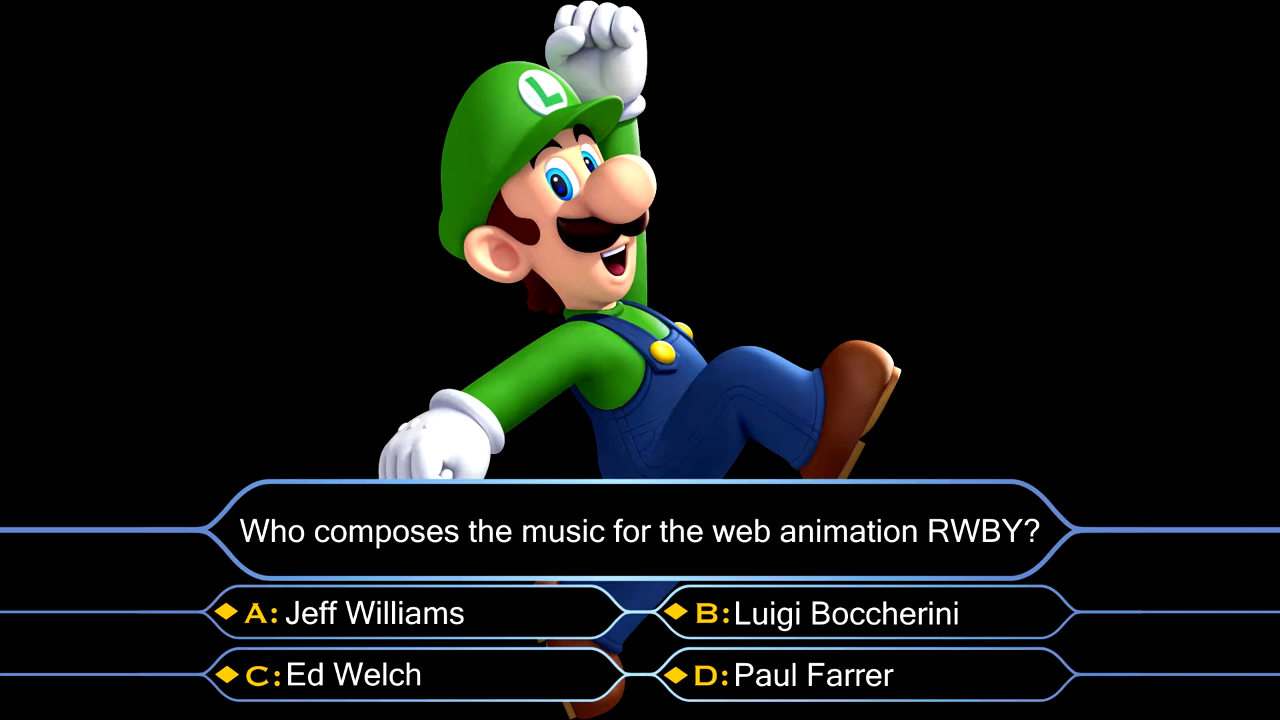 L
Who composes the music for the web animation RWBY?
A: Jeff Williams
B: Luigi Boccherini
C: Ed Welch
D: Paul Farrer